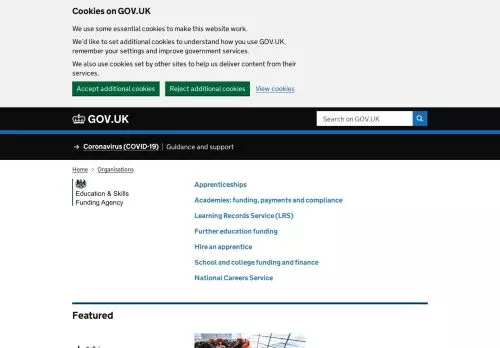 Cookies on GOV.UK
We use some essential cookies to make this website work.
We'd like to set additional cookies to understand how you use GOV.UK,
remember your settings and improve government services.
We also use cookies set by other sites to help us deliver content from their
services.
Accept additional cookies
Reject additional cookies
View cookies
GOV.UK
Search on GOV.UK
→ Coronavirus (COVID-19) | Guidance and support
Home > Organisations
Education & Skills
Funding Agency
Apprenticeships
Academies: funding, payments and compliance
Learning Records Service (LRS)
Further education funding
Hire an apprentice
School and college funding and finance
National Careers Service
Featured